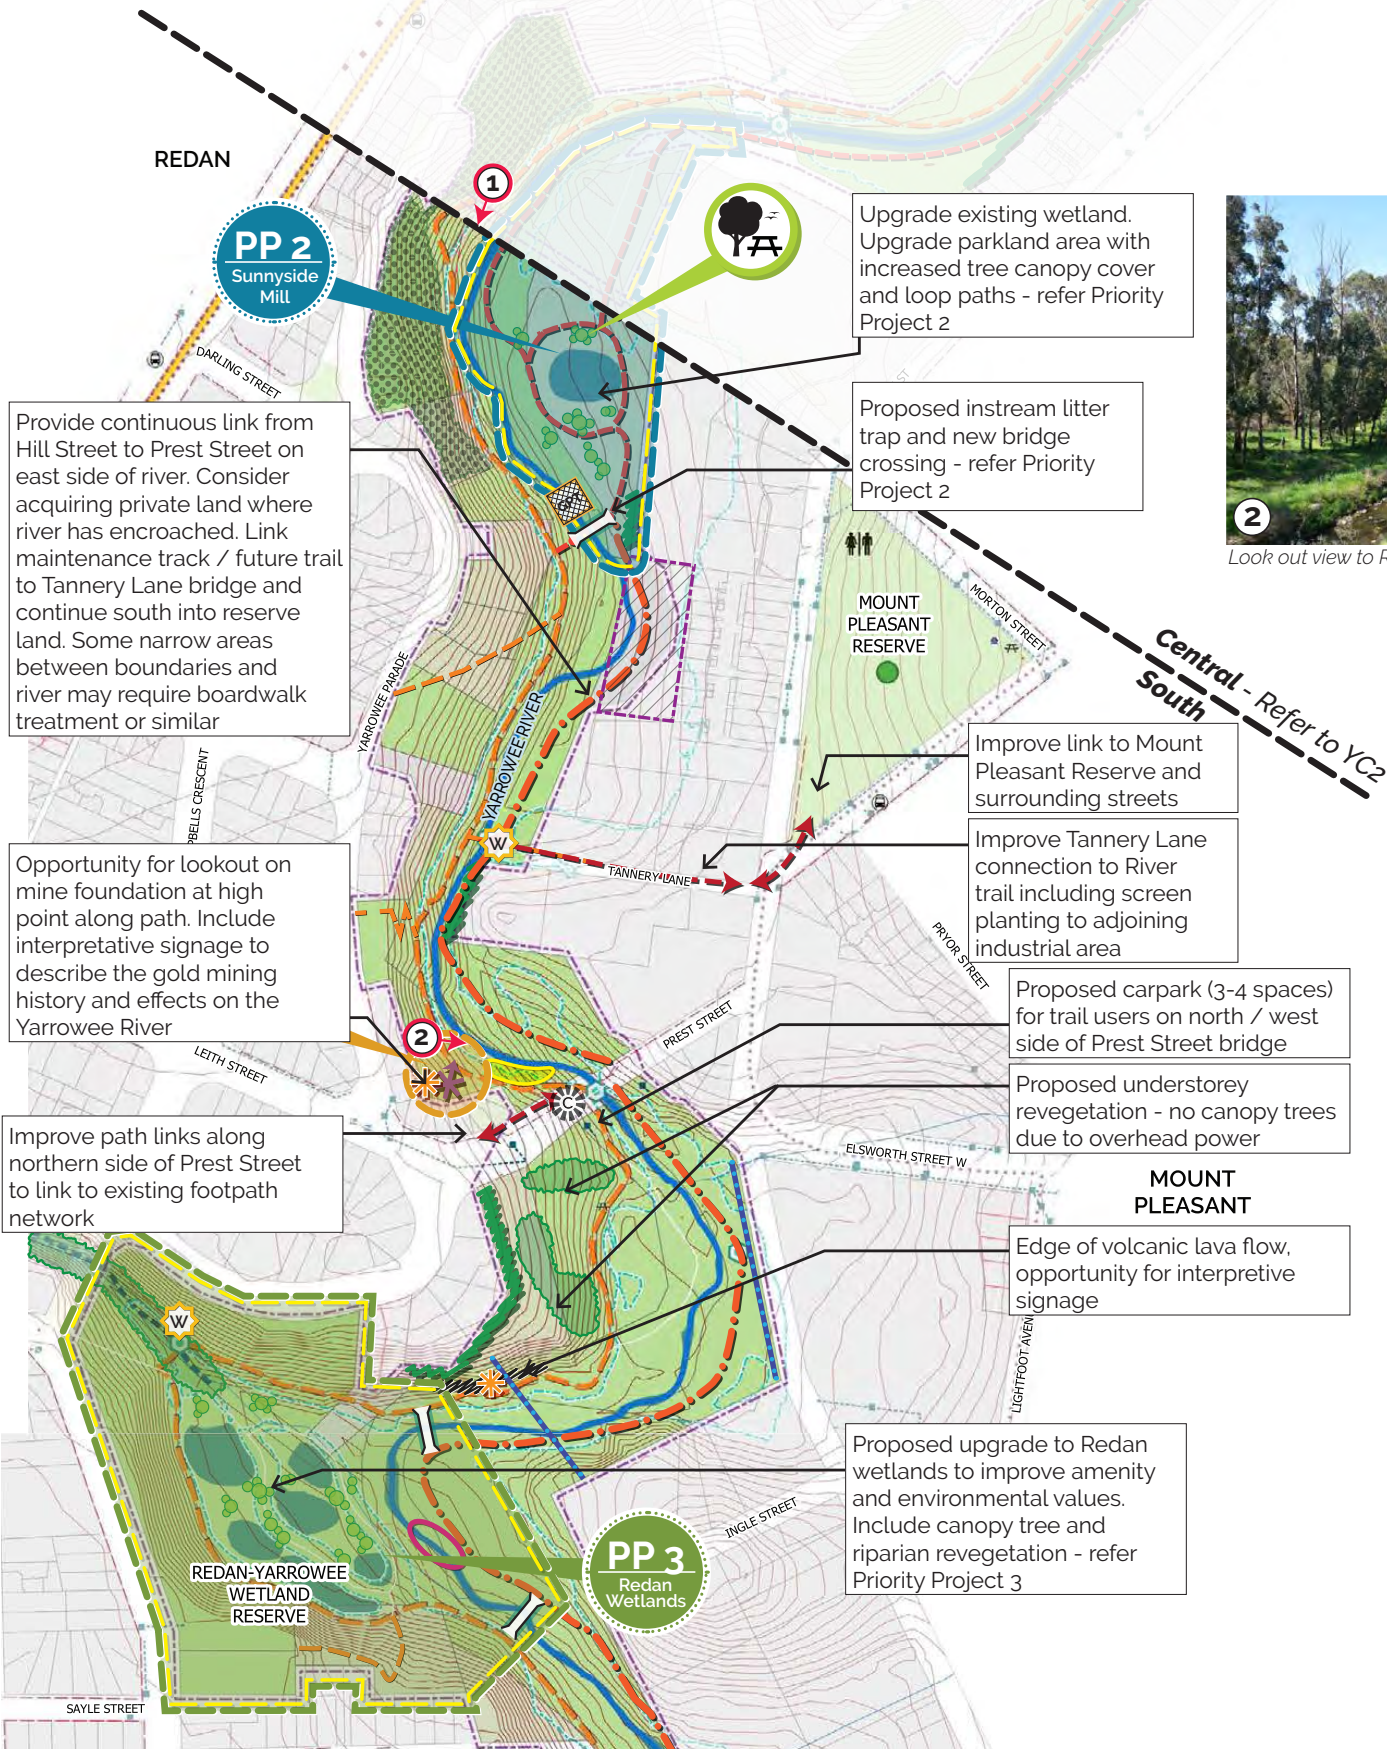 REDAN
1
PP 2
Sunnyside
Mill
Upgrade existing wetland.
Upgrade parkland area with
increased tree canopy cover
and loop paths - refer Priority
Project 2
DARLING STREET
Proposed instream litter
trap and new bridge
crossing - refer Priority
Project 2
ST
2
Look out view to R
Provide continuous link from
Hill Street to Prest Street on
east side of river. Consider
acquiring private land where
river has encroached. Link
maintenance track / future trail
to Tannery Lane bridge and
continue south into reserve
land. Some narrow areas
between boundaries and
river may require boardwalk
treatment or similar
MOUNT
PLEASANT
RESERVE
MORTON STREET
Central - Refer to YC2
South
YARROWEE PARADE
YARROWEE RIVER
PBELLS CRESCENT
Improve link to Mount
Pleasant Reserve and
surrounding streets
W
TANNERY LANE
Improve Tannery Lane
connection to River
trail including screen
planting to adjoining
industrial area
Opportunity for lookout on
mine foundation at high
point along path. Include
interpretative signage to
describe the gold mining
history and effects on the
Yarrowee River
PRYOR STREET
Proposed carpark (3-4 spaces)
for trail users on north / west
side of Prest Street bridge
PREST STREET
2
LEITH STREET
C
Proposed understorey
revegetation - no canopy trees
due to overhead power
Improve path links along
northern side of Prest Street
to link to existing footpath
network
ELSWORTH STREET W
MOUNT
PLEASANT
Edge of volcanic lava flow,
opportunity for interpretive
signage
W
LIGHTFOOT AVEN
Proposed upgrade to Redan
wetlands to improve amenity
and environmental values.
Include canopy tree and
riparian revegetation - refer
Priority Project 3
INGLE STREET
PP 3
Redan
Wetlands
REDAN-YARROWEE
WETLAND
RESERVE
SAYLE STREET